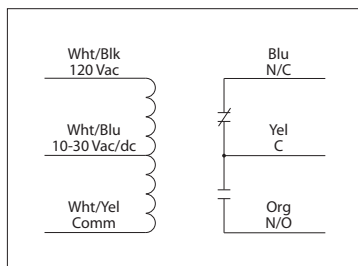 Wht/Blk
120 Vac
Wht/Blu
10-30 Vac/dc
Wht/Yel
Comm
Blu
N/C
Yel
C
Org
N/O